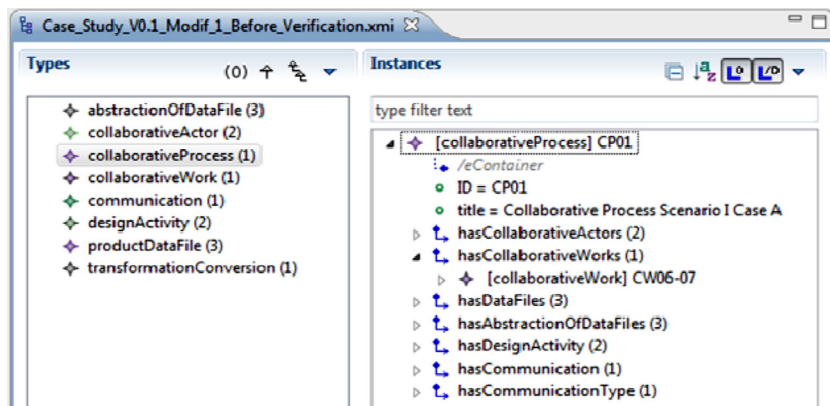 Case_Study_V0.1_Modif_1_Before_Verification.xmi
Types
(0)
abstractionOfDataFile (3)
collaborativeActor (2)
collaborativeProcess (1)
collaborativeWork (1)
communication (1)
designActivity (2)
productDataFile (3)
transformationConversion (1)
Instances
type filter text
[collaborativeProcess] CP01
/eContainer
ID = CP01
title = Collaborative Process Scenario I Case A
hasCollaborativeActors (2)
hasCollaborativeWorks (1)
[collaborativeWork] CW06-07
hasDataFiles (3)
hasAbstractionOfDataFiles (3)
hasDesignActivity (2)
hasCommunication (1)
hasCommunicationType (1)